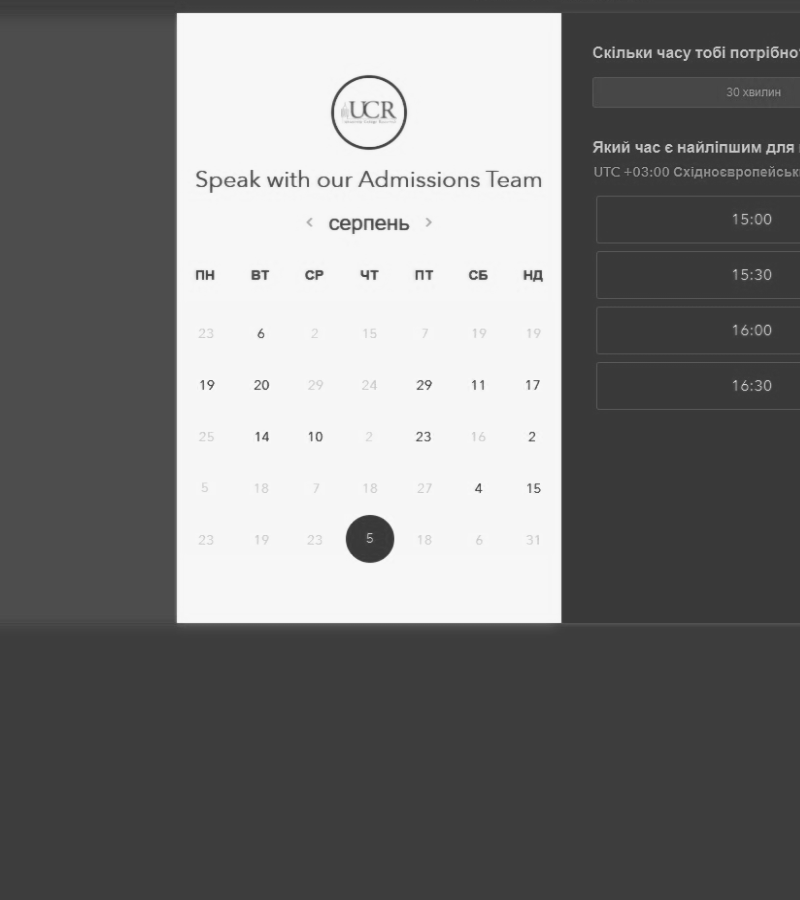 UCR
Speak with our Admissions Team
< серпень >
ПН ВТ СР ЧТ ПТ СБ НД
23 6 2 15 7 19 19
19 20 29 24 29 11 17
25 14 10 2 23 16 2
5 18 7 18 27 4 15
23 19 23 5 18 6 31
Скільки часу тобі потрібно
30 хвилин
Який час є найліпшим для
UTC +03:00 Східноєвропейськ
15:00
15:30
16:00
16:30